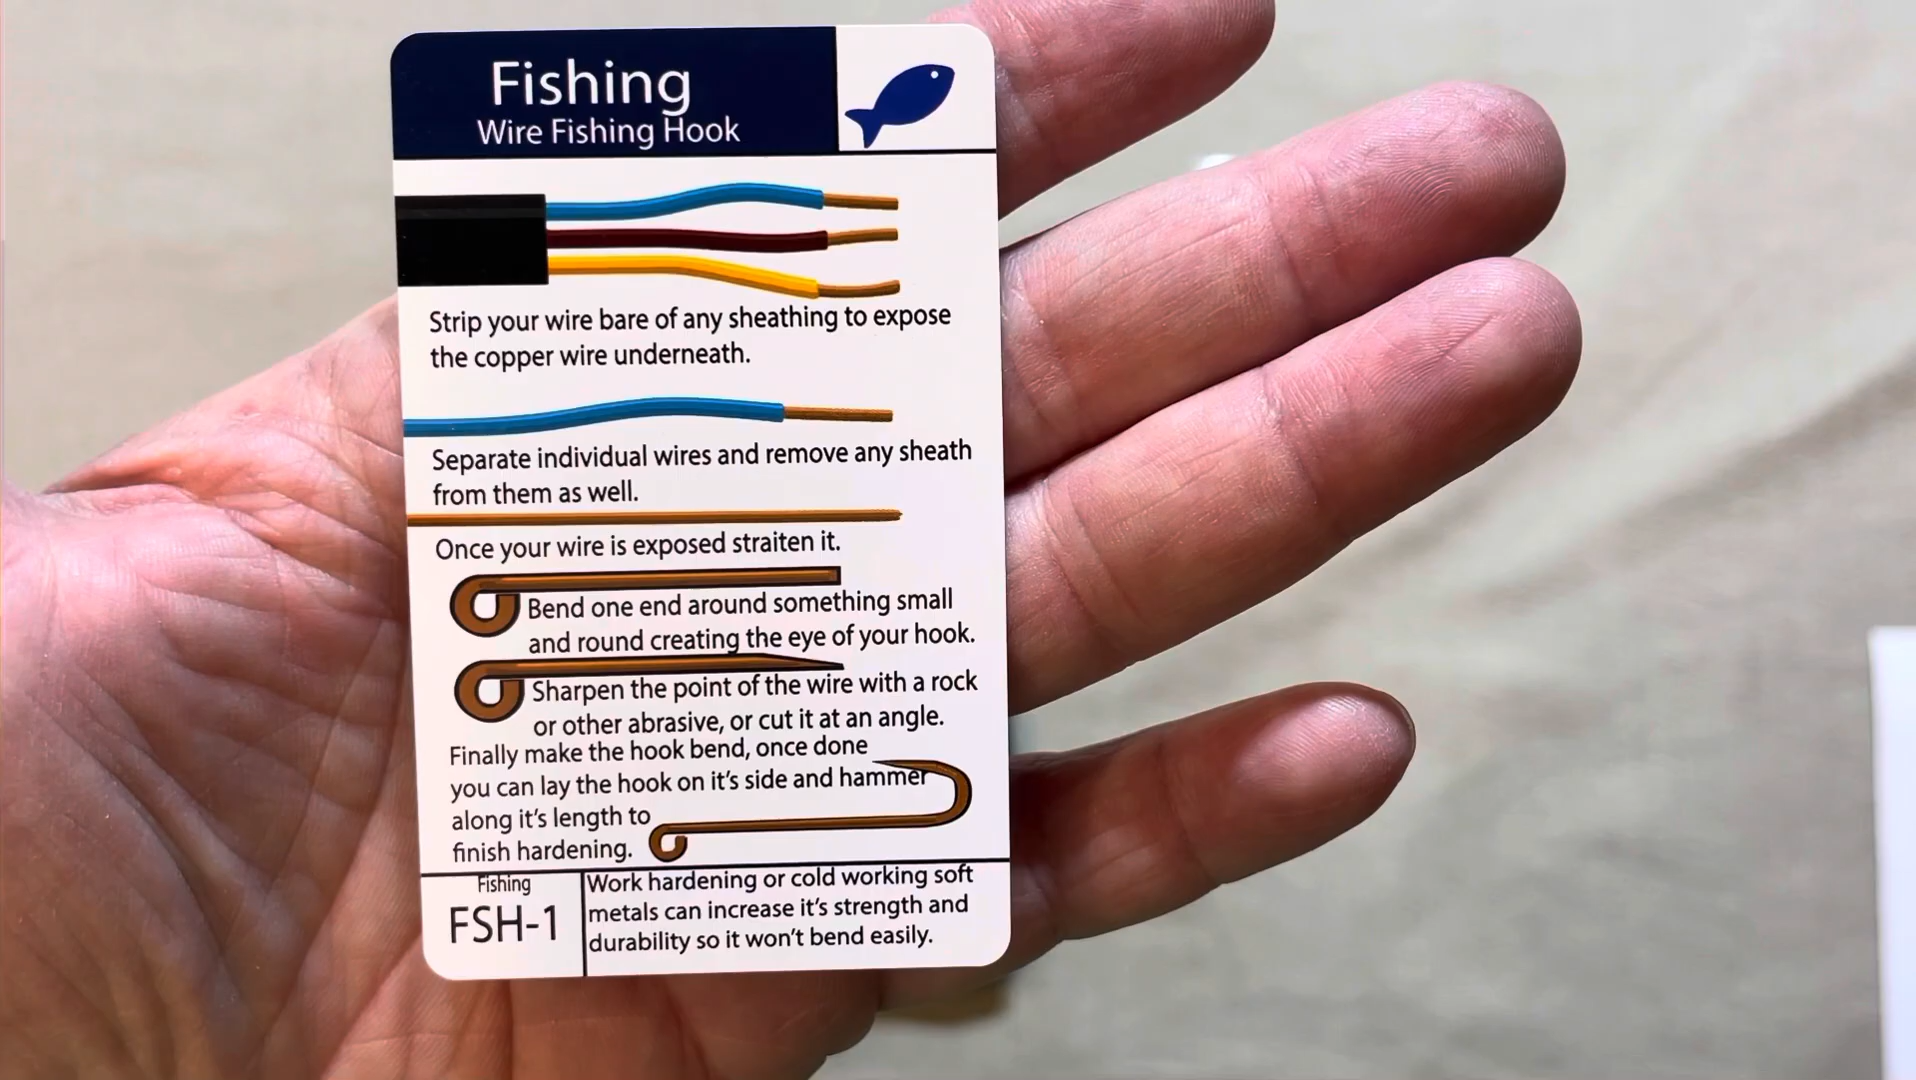 Fishing
Wire Fishing Hook
Strip your wire bare of any sheathing to expose
the copper wire underneath.
Separate individual wires and remove any sheath
from them as well.
Once your wire is exposed straiten it.
Bend one end around something small
and round creating the eye of your hook.
Sharpen the point of the wire with a rock
or other abrasive, or cut it at an angle.
Finally make the hook bend, once done
you can lay the hook on it's side and hammer
along it's length to
finish hardening.
Fishing
FSH-1
Work hardening or cold working soft
metals can increase it's strength and
durability so it won't bend easily.